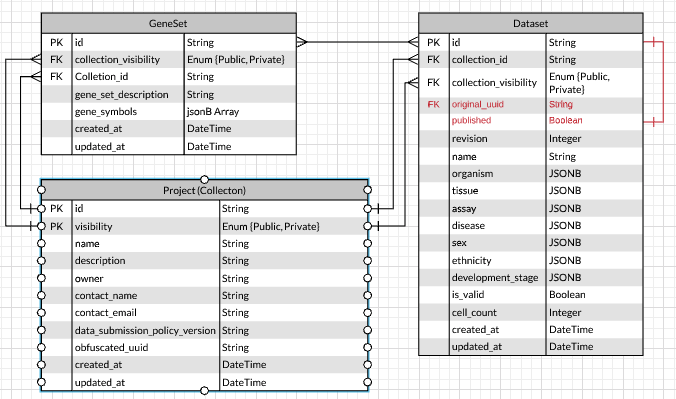 GeneSet
PK id String
FK collection_visibility Enum {Public, Private}
FK Colletion_id String
gene_set_description String
gene_symbols jsonB Array
created_at DateTime
updated_at DateTime
Project (Collecton)
PK id String
PK visibility Enum {Public, Private}
name String
description String
owner String
contact_name String
contact_email String
data_submission_policy_version String
obfuscated_uuid String
created_at DateTime
updated_at DateTime
Dataset
PK id String
FK collection_id String
FK collection_visibility Enum {Public,
Private}
FK original_uuid String
published Boolean
revision Integer
name String
organism JSONB
tissue JSONB
assay JSONB
disease JSONB
sex JSONB
ethnicity JSONB
development_stage JSONB
is_valid Boolean
cell_count Integer
created_at DateTime
updated_at DateTime